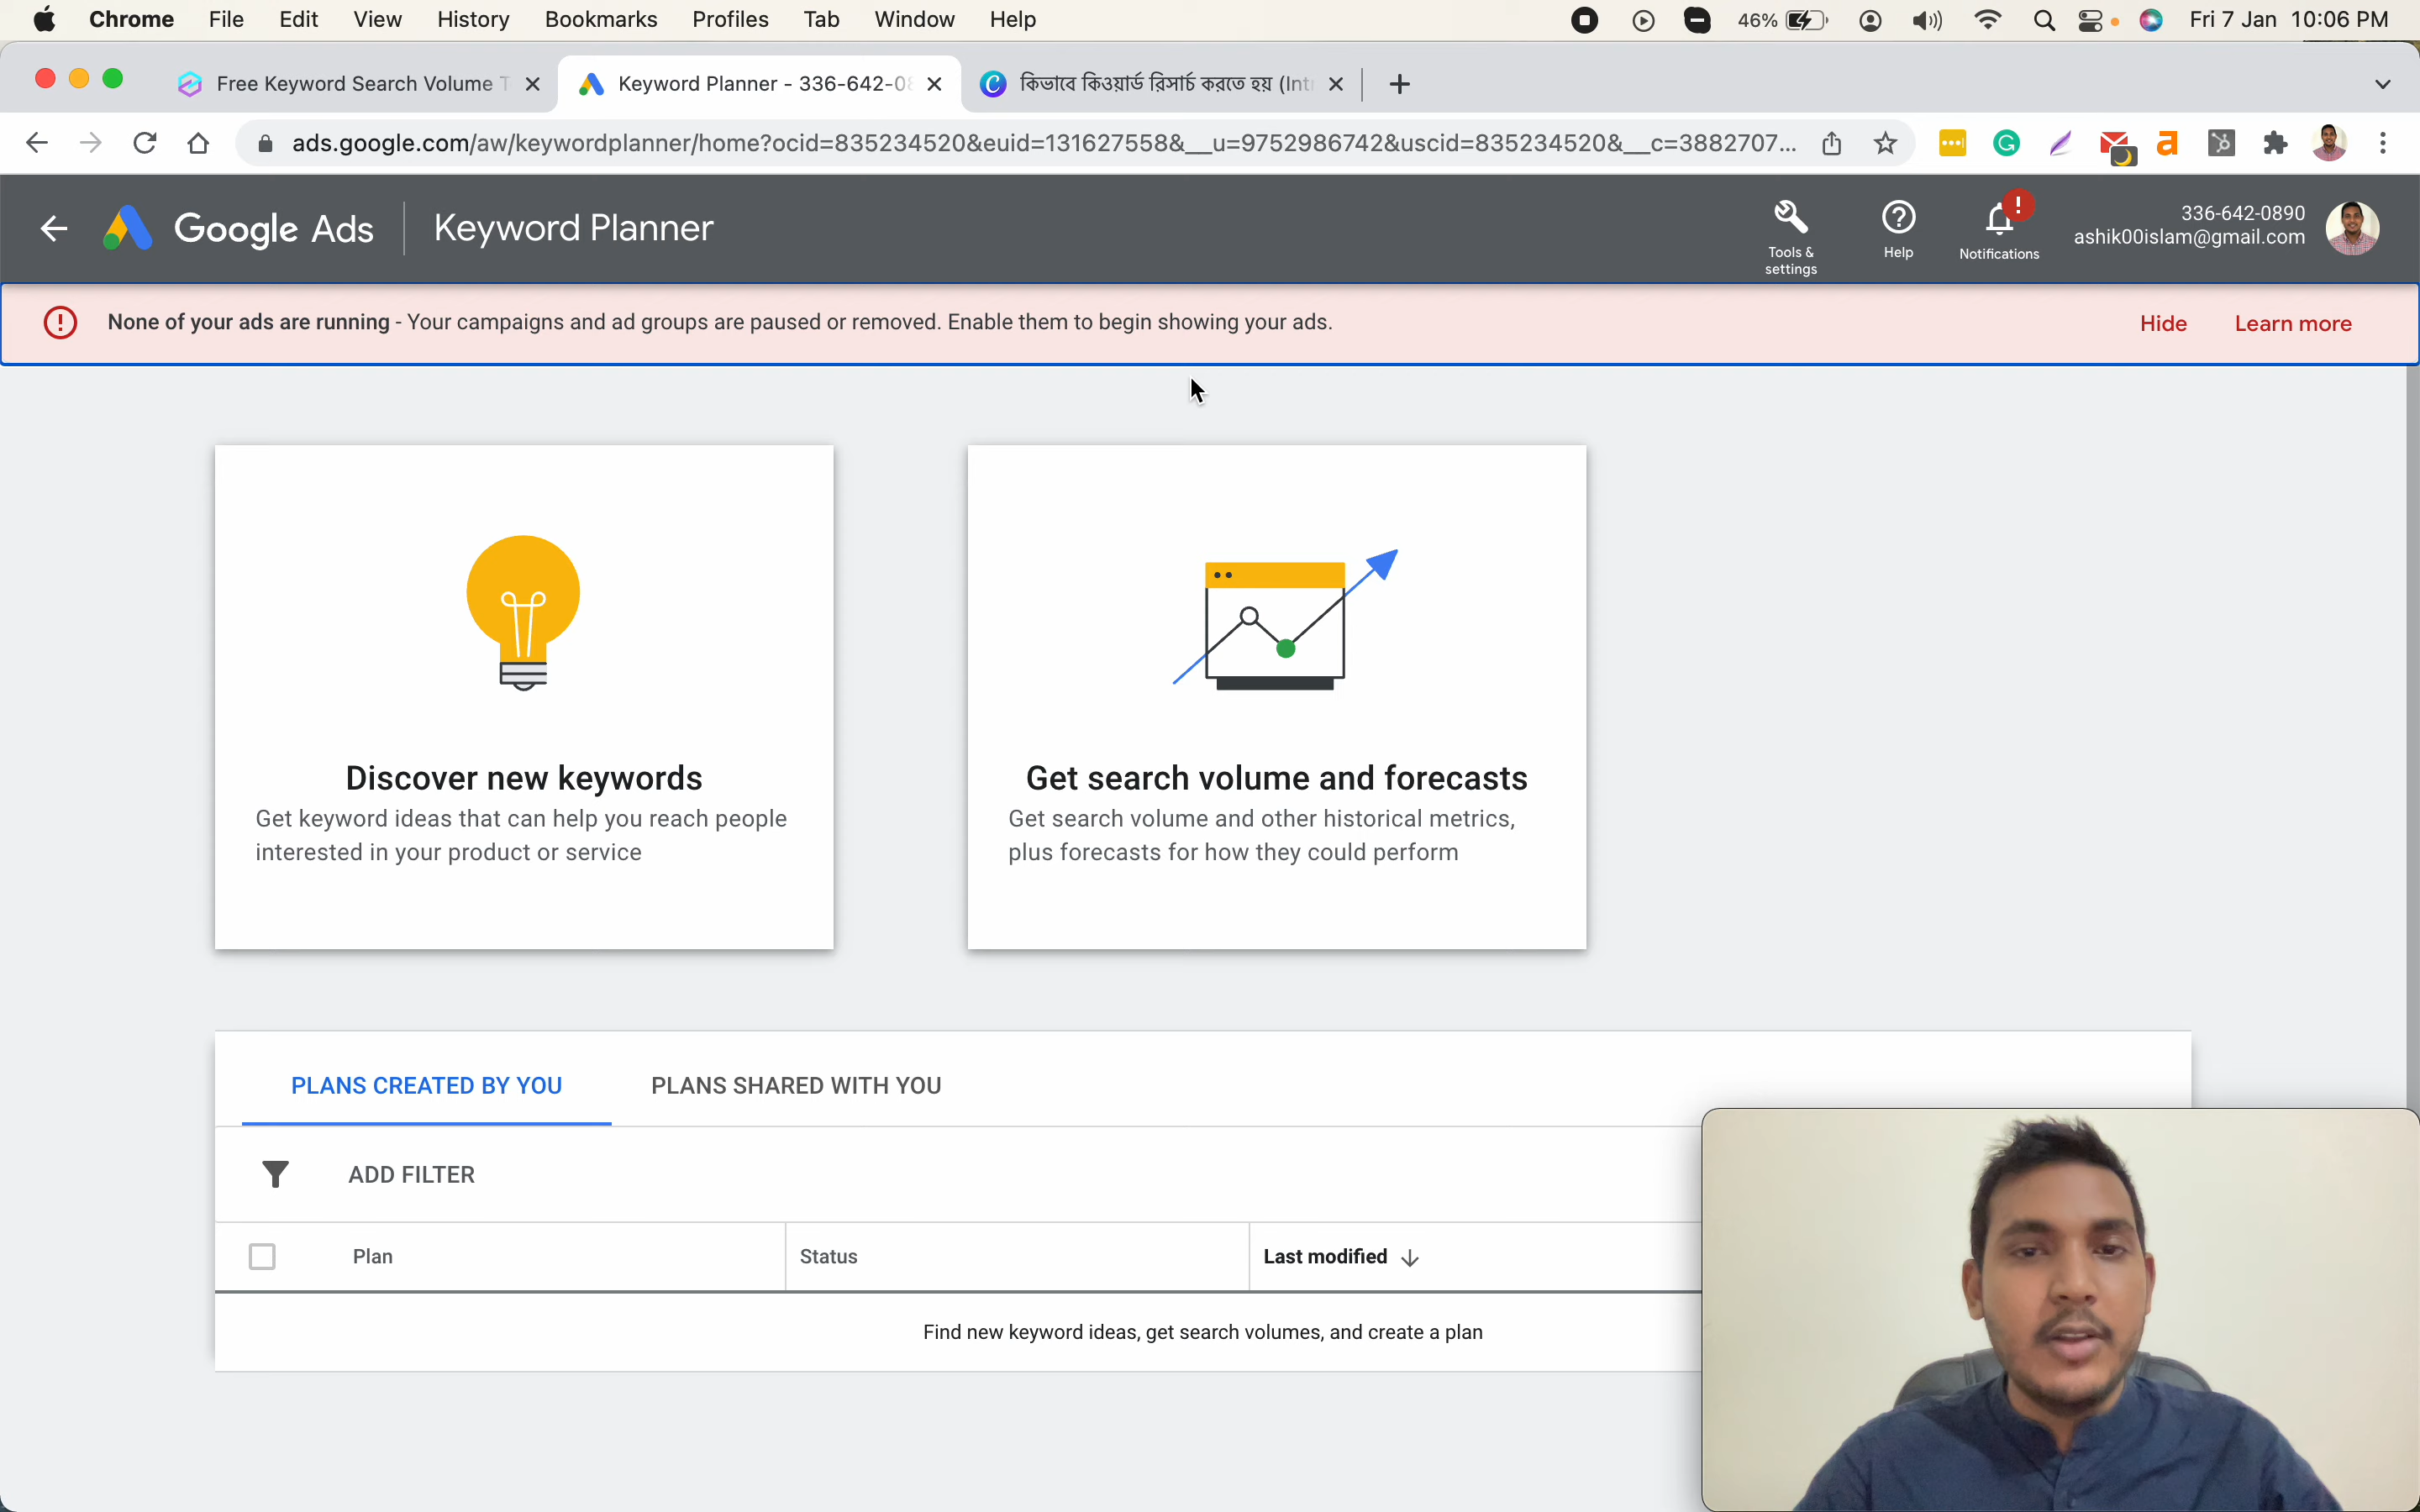 Chrome File Edit View History Bookmarks Profiles Tab Window Help 46% Fri 7 Jan 10:06 PM
Free Keyword Search Volume T Keyword Planner - 336-642-08 কিভাবে কিওয়ার্ড রিসার্চ করতে হয় (Intr
ads.google.com/aw/keywordplanner/home?ocid=835234520&euid=131627558&__u=9752986742&uscid=835234520&__c=3882707...
Google Ads Keyword Planner
Tools & settings
Help
Notifications
336-642-0890
ashik00islam@gmail.com
None of your ads are running - Your campaigns and ad groups are paused or removed. Enable them to begin showing your ads. Hide Learn more
Discover new keywords
Get keyword ideas that can help you reach people
interested in your product or service
Get search volume and forecasts
Get search volume and other historical metrics,
plus forecasts for how they could perform
PLANS CREATED BY YOU PLANS SHARED WITH YOU
ADD FILTER
Plan Status Last modified
Find new keyword ideas, get search volumes, and create a plan